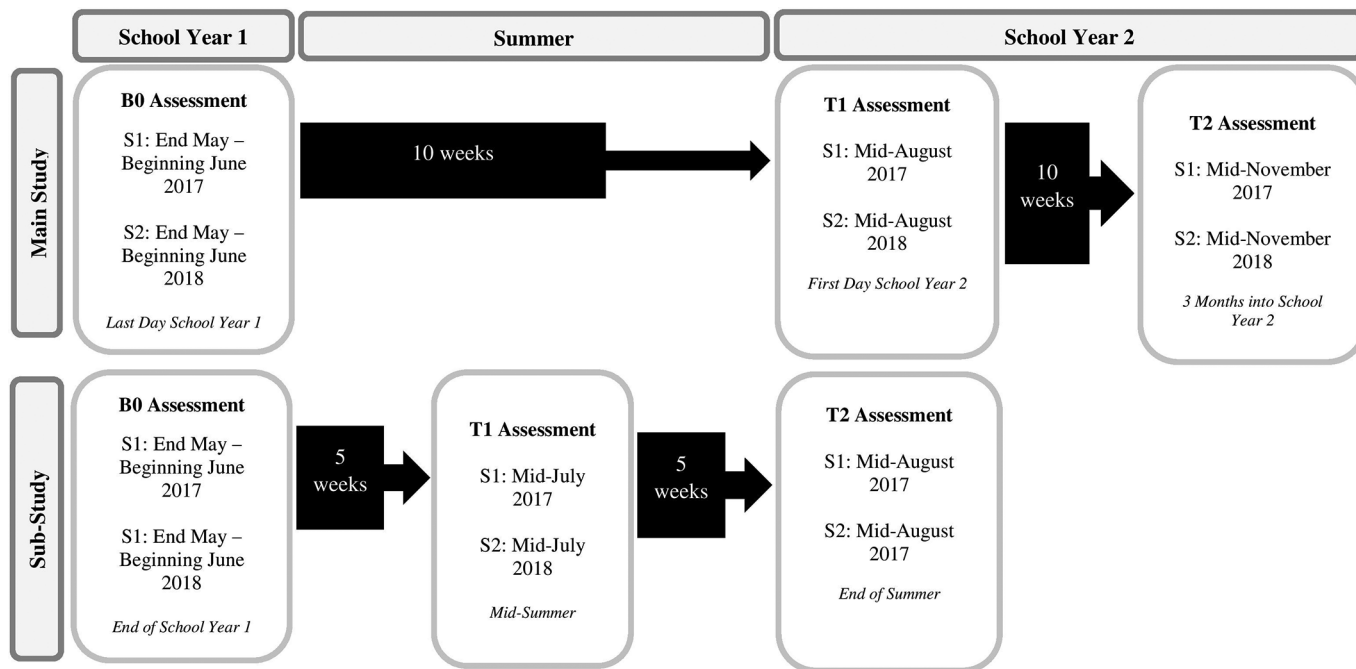 School Year 1
Summer
School Year 2
Main Study
B0 Assessment
S1: End May –
Beginning June
2017
S2: End May –
Beginning June
2018
Last Day School Year 1
10 weeks
T1 Assessment
S1: Mid-August
2017
S2: Mid-August
2018
First Day School Year 2
10
weeks
T2 Assessment
S1: Mid-November
2017
S2: Mid-November
2018
3 Months into School
Year 2
Sub-Study
B0 Assessment
S1: End May –
Beginning June
2017
S1: End May –
Beginning June
2018
End of School Year 1
5
weeks
T1 Assessment
S1: Mid-July
2017
S2: Mid-July
2018
Mid-Summer
5
weeks
T2 Assessment
S1: Mid-August
2017
S2: Mid-August
2017
End of Summer